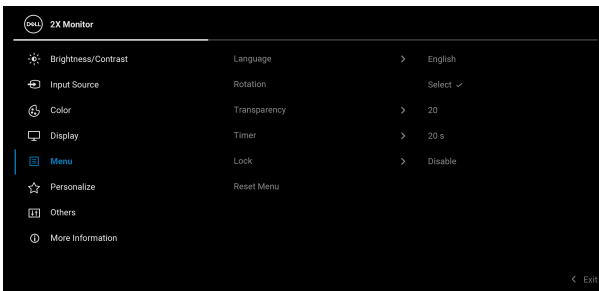 DELL 2X Monitor
Brightness/Contrast Language > English
Input Source Rotation Select ✓
Color Transparency > 20
Display Timer > 20 s
Menu Lock > Disable
Personalize Reset Menu
Others
More Information
< Exit